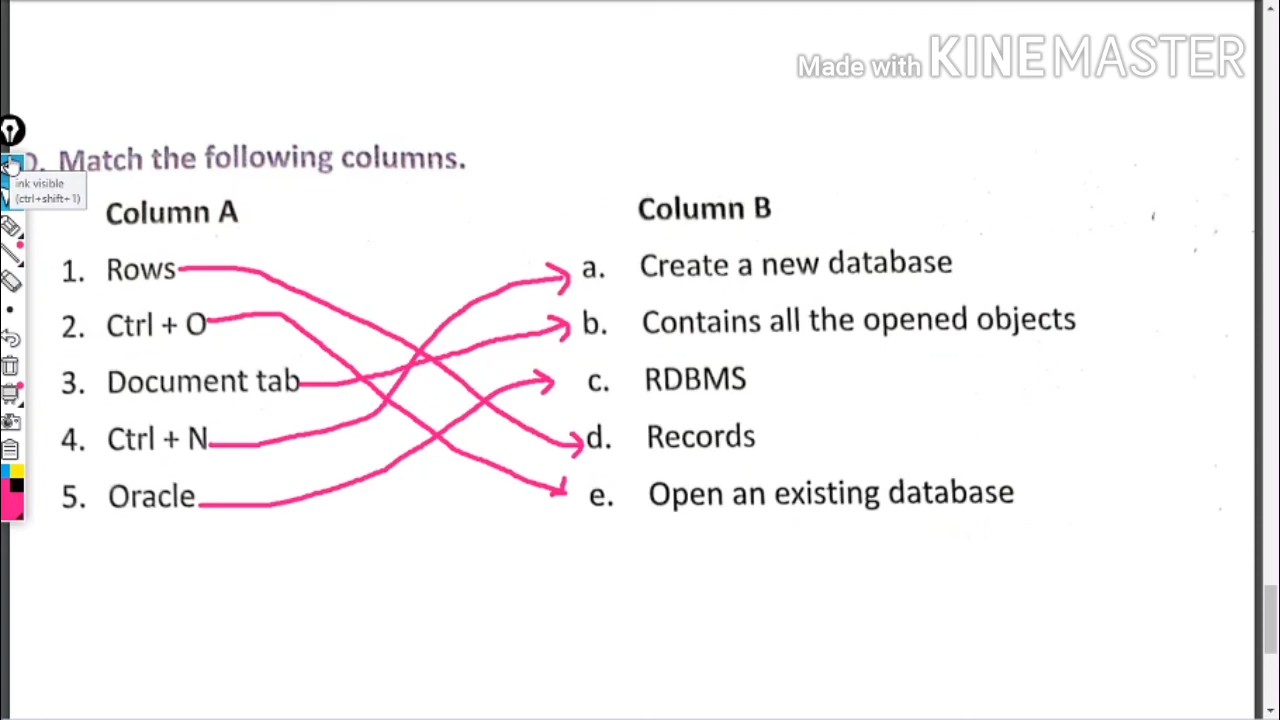 Made with KINEMASTER
D. Match the following columns.
ink visible
(ctrl+shift+1)
Column A Column B
1. Rows a. Create a new database
2. Ctrl + O b. Contains all the opened objects
3. Document tab c. RDBMS
4. Ctrl + N d. Records
5. Oracle e. Open an existing database